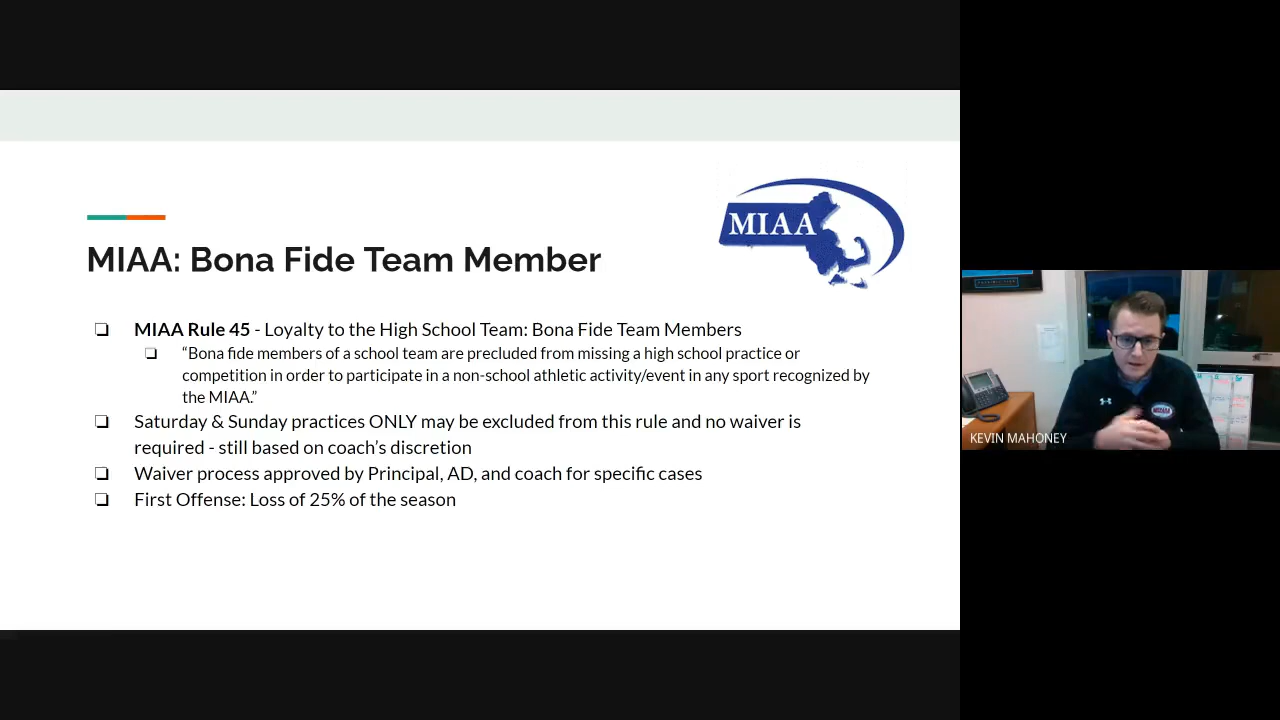 MIAA
MIAA: Bona Fide Team Member
MIAA Rule 45 - Loyalty to the High School Team: Bona Fide Team Members
“Bona fide members of a school team are precluded from missing a high school practice or
competition in order to participate in a non-school athletic activity/event in any sport recognized by
the MIAA.”
Saturday & Sunday practices ONLY may be excluded from this rule and no waiver is
required - still based on coach’s discretion
Waiver process approved by Principal, AD, and coach for specific cases
First Offense: Loss of 25% of the season
KEVIN MAHONEY